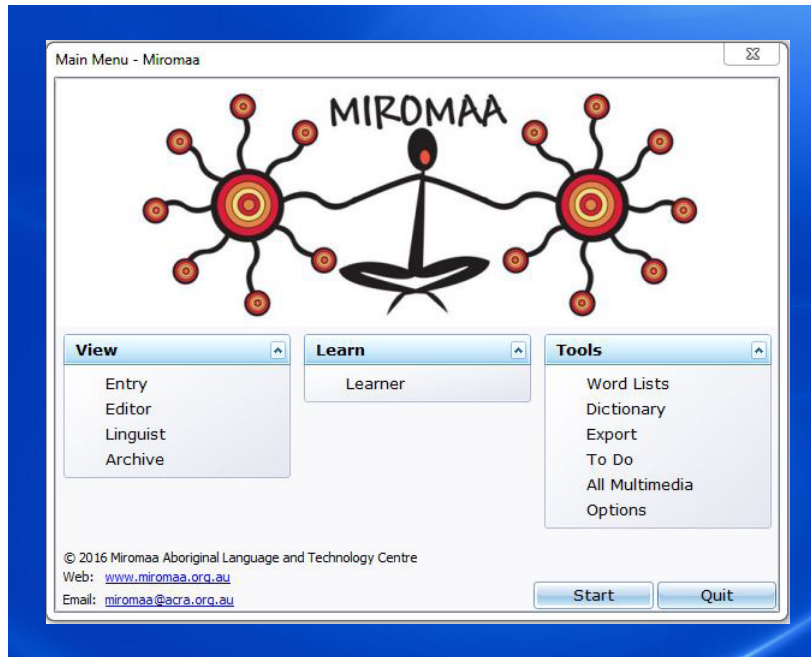 Main Menu - Miromaa
MIROMAA
View
Entry
Editor
Linguist
Archive
Learn
Learner
Tools
Word Lists
Dictionary
Export
To Do
All Multimedia
Options
© 2016 Miromaa Aboriginal Language and Technology Centre
Web: www.miromaa.org.au
Email: miromaa@acra.org.au
Start
Quit